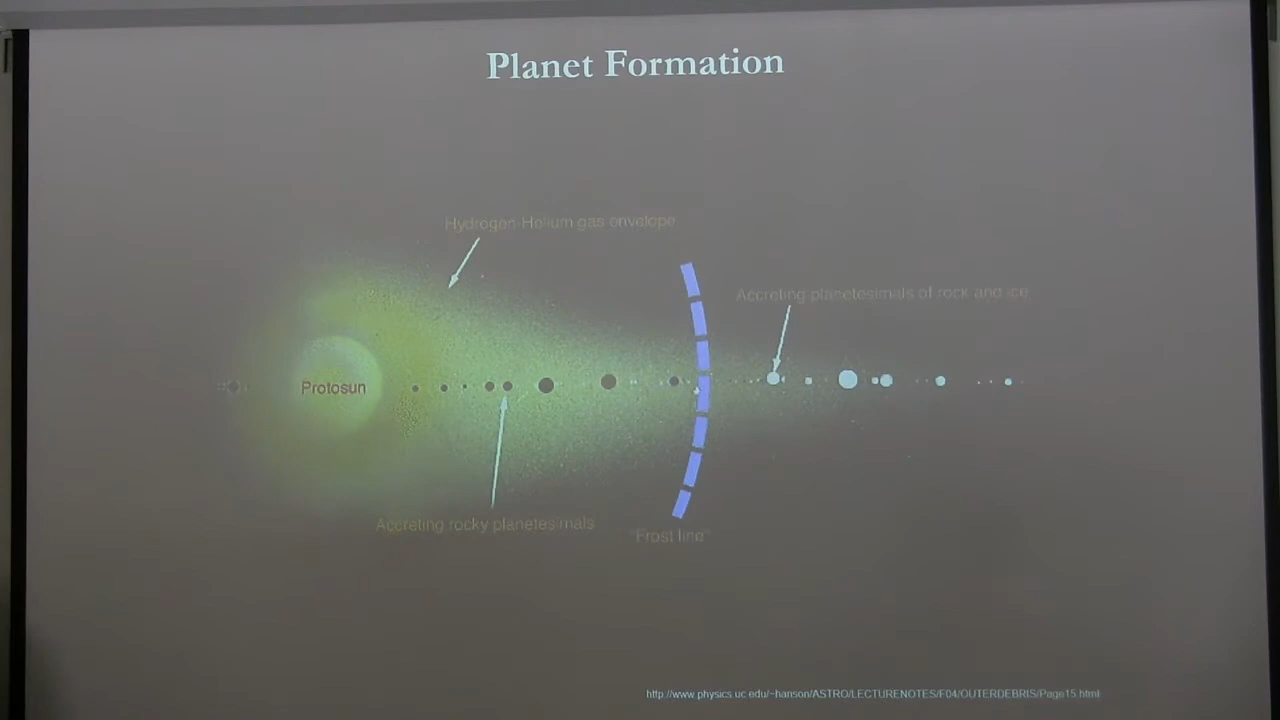 Planet Formation
Hydrogen-Helium gas envelope
Accreting planetesimals of rock and ice
Protosun
Accreting rocky planetesimals
"Frost line"
http://www.physics.uc.edu/~hanson/ASTRO/LECTURENOTES/F04/OUTERDEBRIS/Page15.html